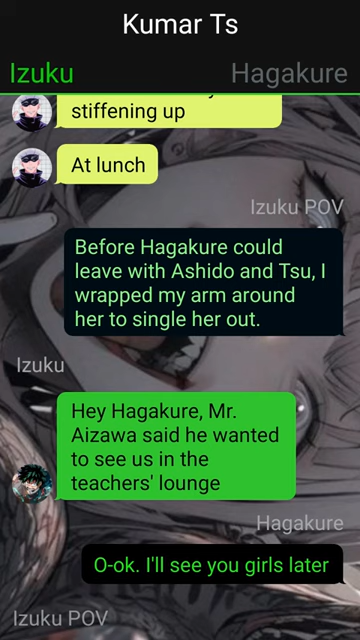 Kumar Ts
Izuku Hagakure
stiffening up
At lunch
Izuku POV
Before Hagakure could
leave with Ashido and Tsu, I
wrapped my arm around
her to single her out.
Izuku
Hey Hagakure, Mr.
Aizawa said he wanted
to see us in the
teachers' lounge
Hagakure
O-ok. I'll see you girls later
Izuku POV